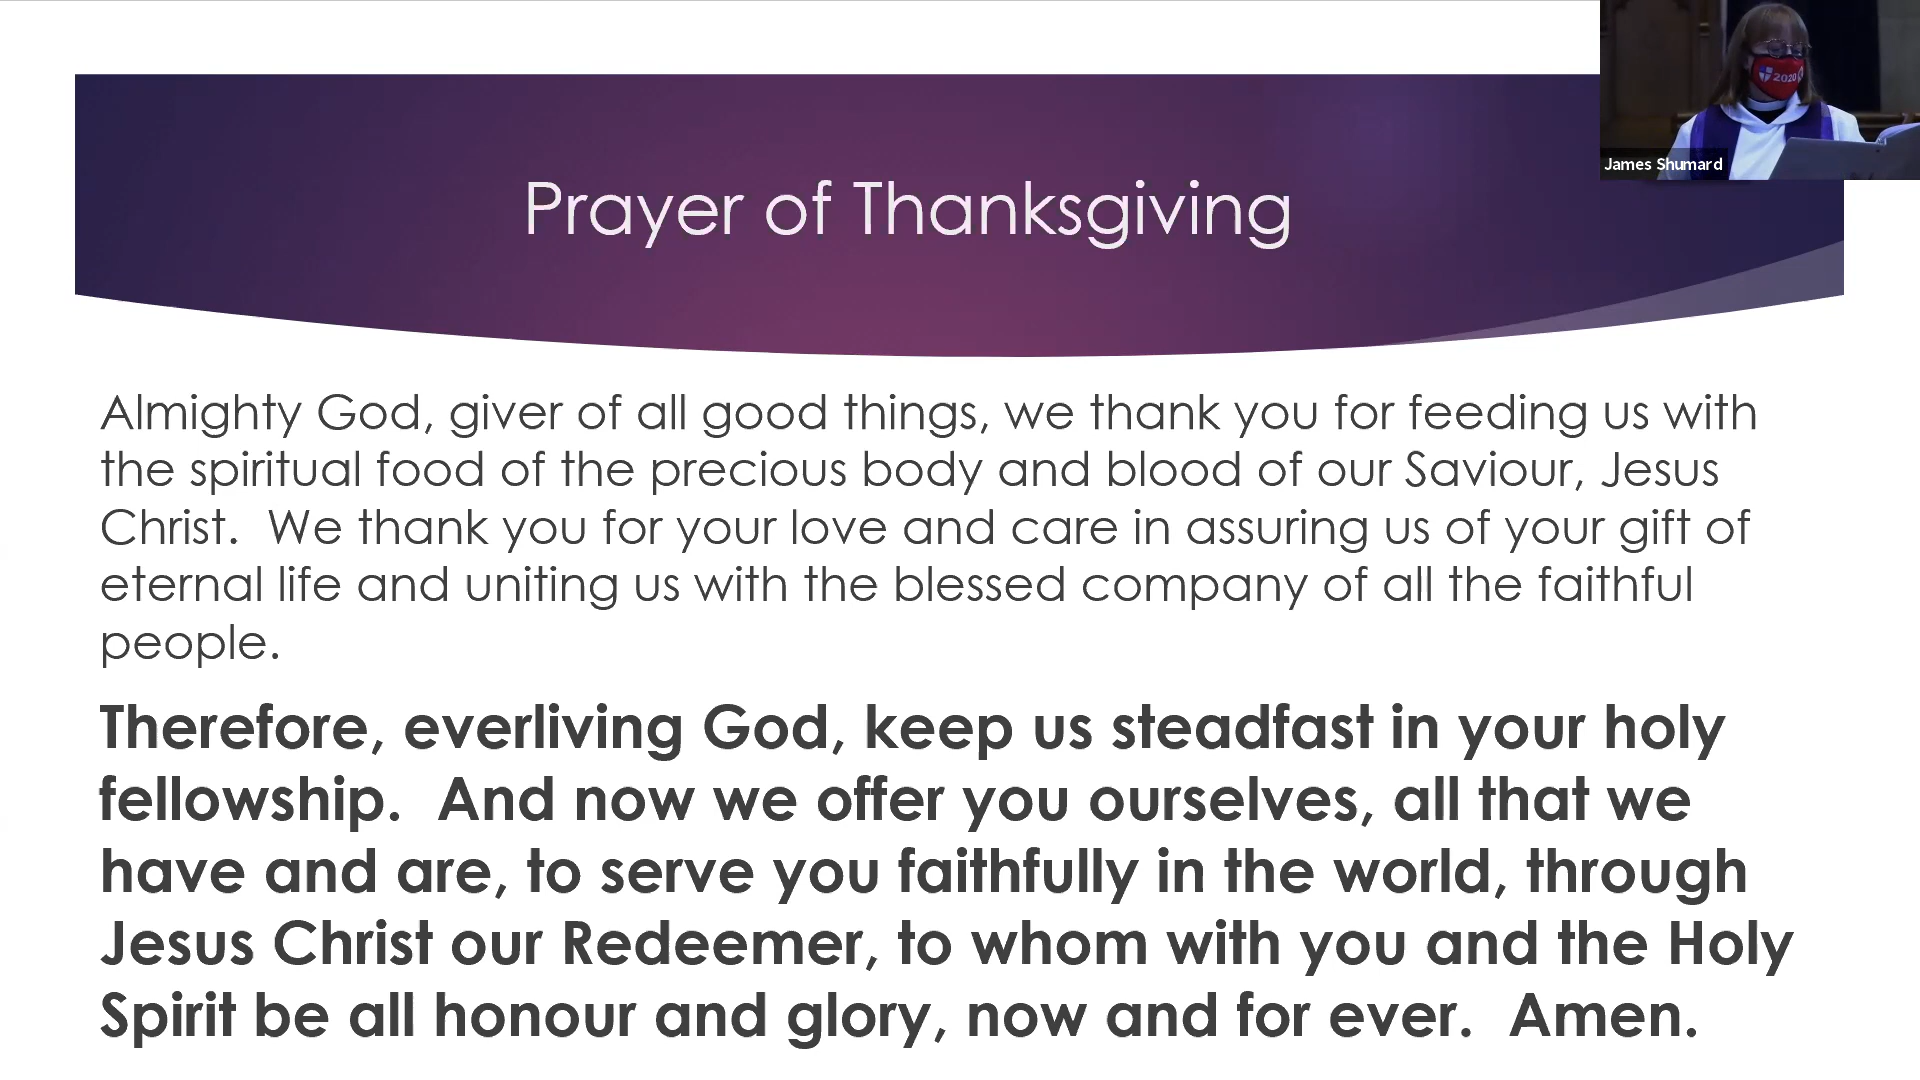 2020
James Shumard
Prayer of Thanksgiving
Almighty God, giver of all good things, we thank you for feeding us with
the spiritual food of the precious body and blood of our Saviour, Jesus
Christ.  We thank you for your love and care in assuring us of your gift of
eternal life and uniting us with the blessed company of all the faithful
people.
Therefore, everliving God, keep us steadfast in your holy
fellowship.  And now we offer you ourselves, all that we
have and are, to serve you faithfully in the world, through
Jesus Christ our Redeemer, to whom with you and the Holy
Spirit be all honour and glory, now and for ever.  Amen.